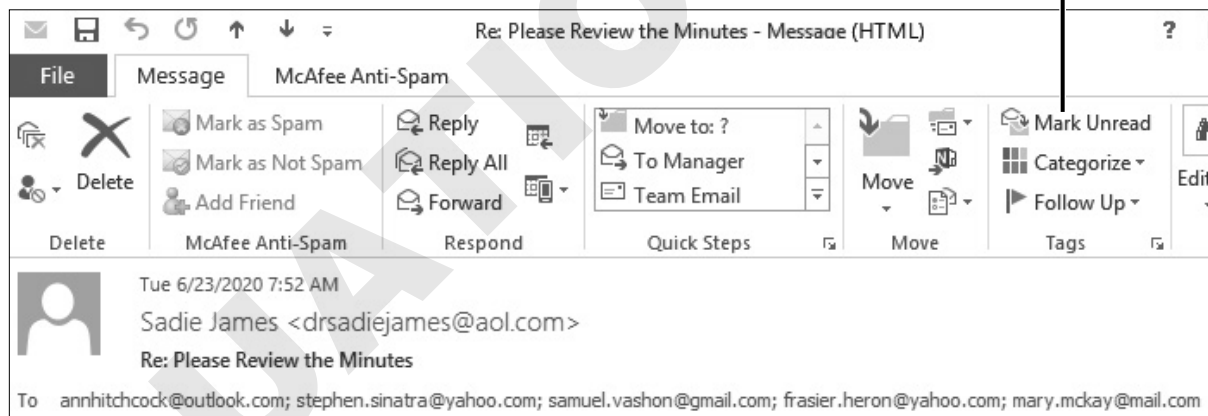 Re: Please Review the Minutes - Message (HTML) ?
File Message McAfee Anti-Spam
Mark as Spam Reply Move to: ? Mark Unread
Delete Mark as Not Spam Reply All To Manager Move Categorize
Add Friend Forward Team Email Follow Up
Delete McAfee Anti-Spam Respond Quick Steps Move Tags
Tue 6/23/2020 7:52 AM
Sadie James <drsadiejames@aol.com>
Re: Please Review the Minutes
To annhitchcock@outlook.com; stephen.sinatra@yahoo.com; samuel.vashon@gmail.com; frasier.heron@yahoo.com; mary.mckay@mail.com